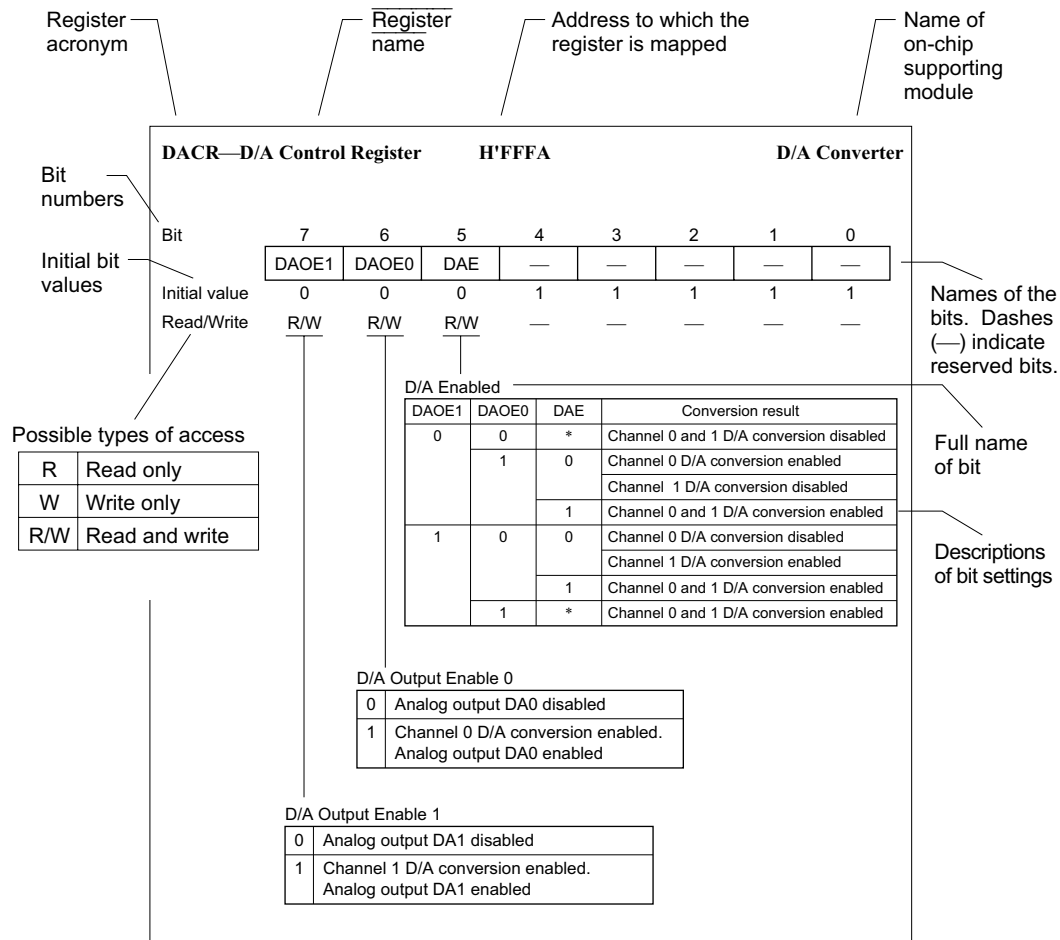 Register acronym
Register name
Address to which the register is mapped
Name of on-chip supporting module
DACR—D/A Control Register H'FFFA D/A Converter
Bit numbers
Bit 7 6 5 4 3 2 1 0
DAOE1 DAOE0 DAE — — — — —
Initial bit values
Initial value 0 0 0 1 1 1 1 1
Read/Write R/W R/W R/W — — — — —
Names of the bits. Dashes (—) indicate reserved bits.
Possible types of access
R Read only
W Write only
R/W Read and write
D/A Enabled
DAOE1 DAOE0 DAE Conversion result
0 0 * Channel 0 and 1 D/A conversion disabled
1 0 Channel 0 D/A conversion enabled
Channel 1 D/A conversion disabled
1 Channel 0 and 1 D/A conversion enabled
1 0 0 Channel 0 D/A conversion disabled
Channel 1 D/A conversion enabled
1 Channel 0 and 1 D/A conversion enabled
1 * Channel 0 and 1 D/A conversion enabled
Full name of bit
Descriptions of bit settings
D/A Output Enable 0
0 Analog output DA0 disabled
1 Channel 0 D/A conversion enabled.
Analog output DA0 enabled
D/A Output Enable 1
0 Analog output DA1 disabled
1 Channel 1 D/A conversion enabled.
Analog output DA1 enabled